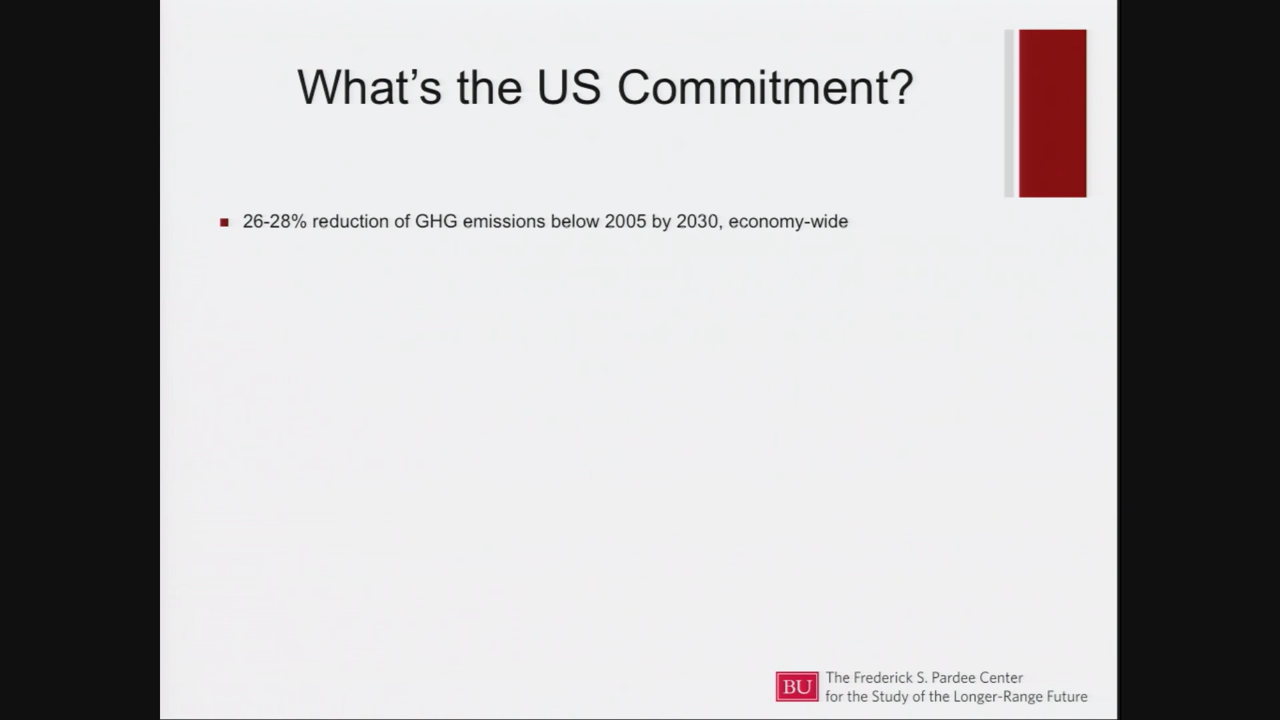 What's the US Commitment?
26-28% reduction of GHG emissions below 2005 by 2030, economy-wide
BU
The Frederick S. Pardee Center
for the Study of the Longer-Range Future